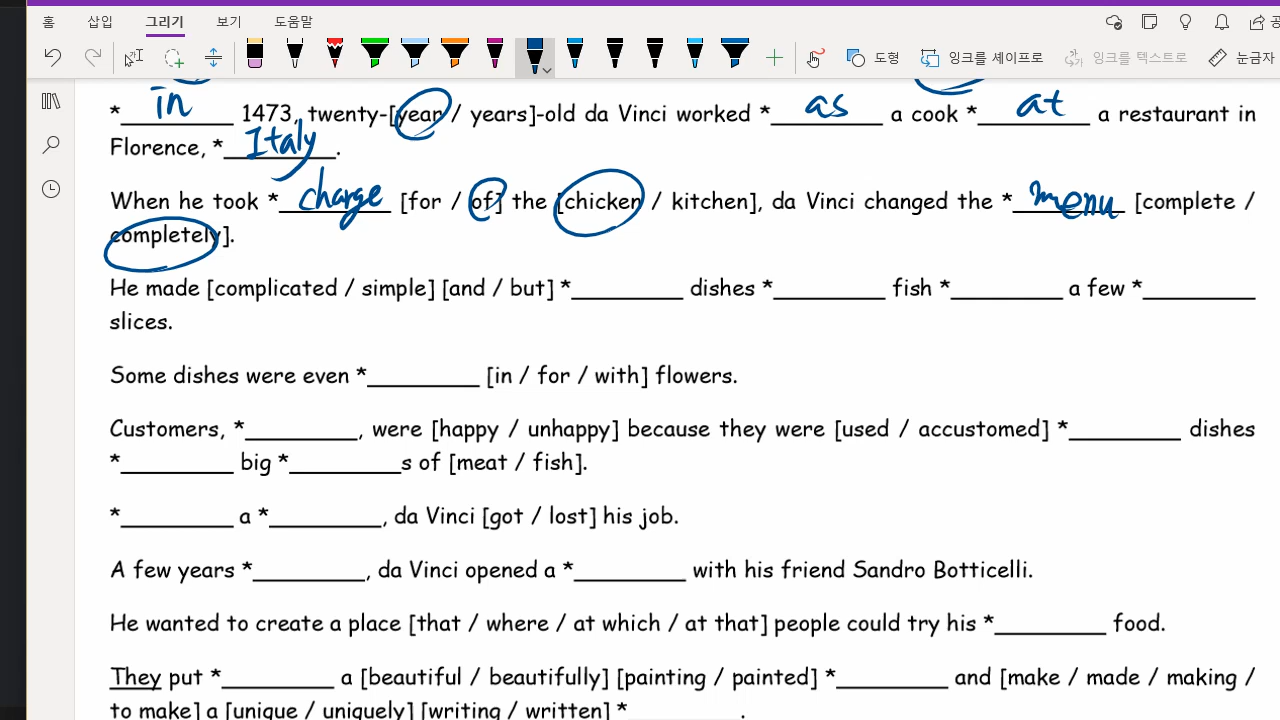 홈 삽입 그리기 보기 도움말 공
도형 잉크를 셰이프로 잉크를 텍스트로 눈금자
*in 1473, twenty-[year / years]-old da Vinci worked *as a cook *at a restaurant in
Florence, *Italy.
When he took *charge [for / of] the [chicken / kitchen], da Vinci changed the *menu [complete /
completely].
He made [complicated / simple] [and / but] *_________ dishes *_________ fish *_________ a few *_________
slices.
Some dishes were even *_________ [in / for / with] flowers.
Customers, *_________, were [happy / unhappy] because they were [used / accustomed] *_________ dishes
*_________ big *_________s of [meat / fish].
*_________ a *_________, da Vinci [got / lost] his job.
A few years *_________, da Vinci opened a *_________ with his friend Sandro Botticelli.
He wanted to create a place [that / where / at which / at that] people could try his *_________ food.
They put *_________ a [beautiful / beautifully] [painting / painted] *_________ and [make / made / making /
to make] a [unique / uniquely] [writing / written] *_________.